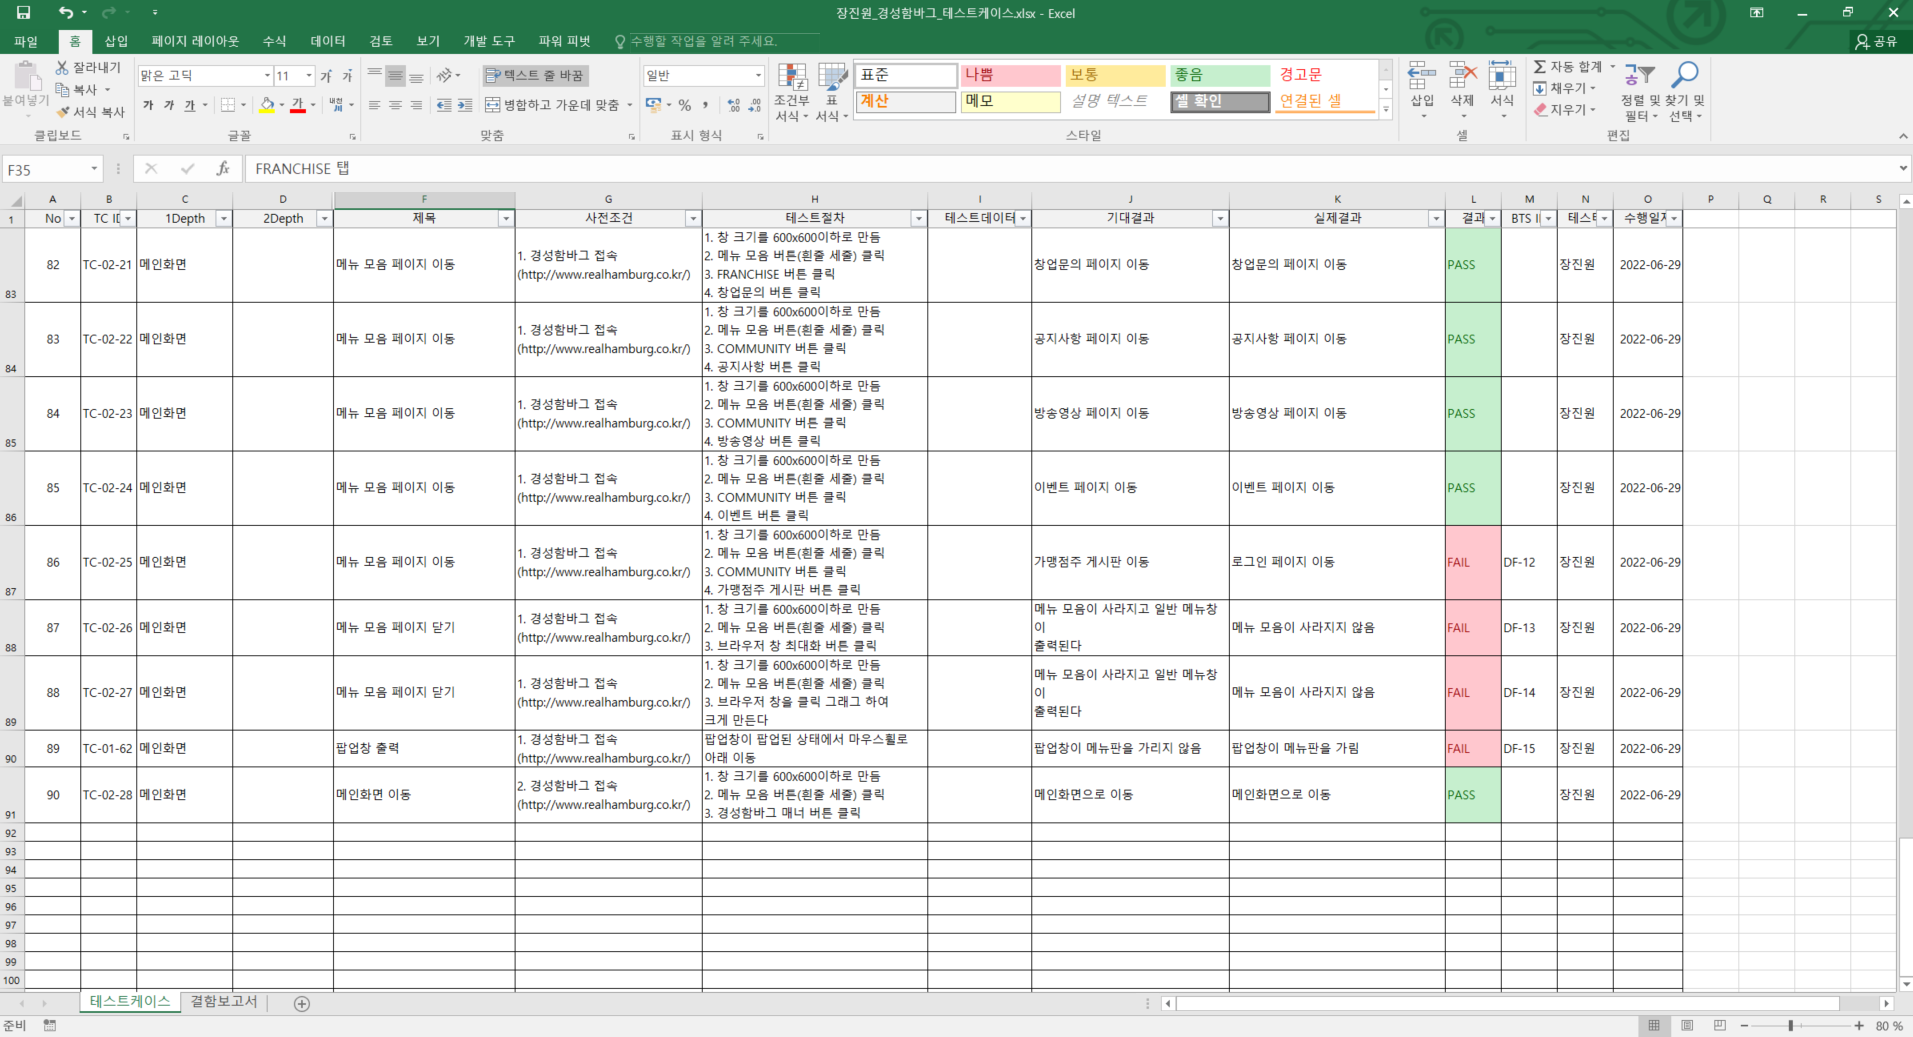 장진원_경성함바그_테스트케이스.xlsx - Excel
파일 홈 삽입 페이지 레이아웃 수식 데이터 검토 보기 개발 도구 파워 피벗 수행할 작업을 알려 주세요. 공유
붙여넣기 잘라내기 복사 서식 복사 클립보드
맑은 고딕 11 가 가 가 가 가 가 내천 글꼴
텍스트 줄 바꿈 병합하고 가운데 맞춤 맞춤
일반 % , 표시 형식
조건부 서식 표 서식
표준 나쁨 보통 좋음 경고문
계산 메모 설명 텍스트 셀 확인 연결된 셀
스타일
삽입 삭제 서식 셀
자동 합계 채우기 지우기 정렬 및 필터 찾기 및 선택 편집
F35 fx FRANCHISE 탭
A B C D F G H I J K L M N O P Q R S
1 No TC ID 1Depth 2Depth 제목 사전조건 테스트절차 테스트데이터 기대결과 실제결과 결과 BTS I 테스트 수행일자
83 82 TC-02-21 메인화면 메뉴 모음 페이지 이동 1. 경성함바그 접속
(http://www.realhamburg.co.kr/)
1. 창 크기를 600x600이하로 만듬
2. 메뉴 모음 버튼(흰줄 세줄) 클릭
3. FRANCHISE 버튼 클릭
4. 창업문의 버튼 클릭
창업문의 페이지 이동 창업문의 페이지 이동 PASS 장진원 2022-06-29
84 83 TC-02-22 메인화면 메뉴 모음 페이지 이동 1. 경성함바그 접속
(http://www.realhamburg.co.kr/)
1. 창 크기를 600x600이하로 만듬
2. 메뉴 모음 버튼(흰줄 세줄) 클릭
3. COMMUNITY 버튼 클릭
4. 공지사항 버튼 클릭
공지사항 페이지 이동 공지사항 페이지 이동 PASS 장진원 2022-06-29
85 84 TC-02-23 메인화면 메뉴 모음 페이지 이동 1. 경성함바그 접속
(http://www.realhamburg.co.kr/)
1. 창 크기를 600x600이하로 만듬
2. 메뉴 모음 버튼(흰줄 세줄) 클릭
3. COMMUNITY 버튼 클릭
4. 방송영상 버튼 클릭
방송영상 페이지 이동 방송영상 페이지 이동 PASS 장진원 2022-06-29
86 85 TC-02-24 메인화면 메뉴 모음 페이지 이동 1. 경성함바그 접속
(http://www.realhamburg.co.kr/)
1. 창 크기를 600x600이하로 만듬
2. 메뉴 모음 버튼(흰줄 세줄) 클릭
3. COMMUNITY 버튼 클릭
4. 이벤트 버튼 클릭
이벤트 페이지 이동 이벤트 페이지 이동 PASS 장진원 2022-06-29
87 86 TC-02-25 메인화면 메뉴 모음 페이지 이동 1. 경성함바그 접속
(http://www.realhamburg.co.kr/)
1. 창 크기를 600x600이하로 만듬
2. 메뉴 모음 버튼(흰줄 세줄) 클릭
3. COMMUNITY 버튼 클릭
4. 가맹점주 게시판 버튼 클릭
가맹점주 게시판 이동 로그인 페이지 이동 FAIL DF-12 장진원 2022-06-29
88 87 TC-02-26 메인화면 메뉴 모음 페이지 닫기 1. 경성함바그 접속
(http://www.realhamburg.co.kr/)
1. 창 크기를 600x600이하로 만듬
2. 메뉴 모음 버튼(흰줄 세줄) 클릭
3. 브라우저 창 최대화 버튼 클릭
메뉴 모음이 사라지고 일반 메뉴창
이
출력된다
메뉴 모음이 사라지지 않음 FAIL DF-13 장진원 2022-06-29
89 88 TC-02-27 메인화면 메뉴 모음 페이지 닫기 1. 경성함바그 접속
(http://www.realhamburg.co.kr/)
1. 창 크기를 600x600이하로 만듬
2. 메뉴 모음 버튼(흰줄 세줄) 클릭
3. 브라우저 창을 클릭 그래그 하여
크게 만든다
메뉴 모음이 사라지고 일반 메뉴창
이
출력된다
메뉴 모음이 사라지지 않음 FAIL DF-14 장진원 2022-06-29
90 89 TC-01-62 메인화면 팝업창 출력 1. 경성함바그 접속
(http://www.realhamburg.co.kr/)
팝업창이 팝업된 상태에서 마우스휠로
아래 이동
팝업창이 메뉴판을 가리지 않음 팝업창이 메뉴판을 가림 FAIL DF-15 장진원 2022-06-29
91 90 TC-02-28 메인화면 메인화면 이동 2. 경성함바그 접속
(http://www.realhamburg.co.kr/)
1. 창 크기를 600x600이하로 만듬
2. 메뉴 모음 버튼(흰줄 세줄) 클릭
3. 경성함바그 매너 버튼 클릭
메인화면으로 이동 메인화면으로 이동 PASS 장진원 2022-06-29
92
93
94
95
96
97
98
99
100
테스트케이스 결함보고서
준비 80 %